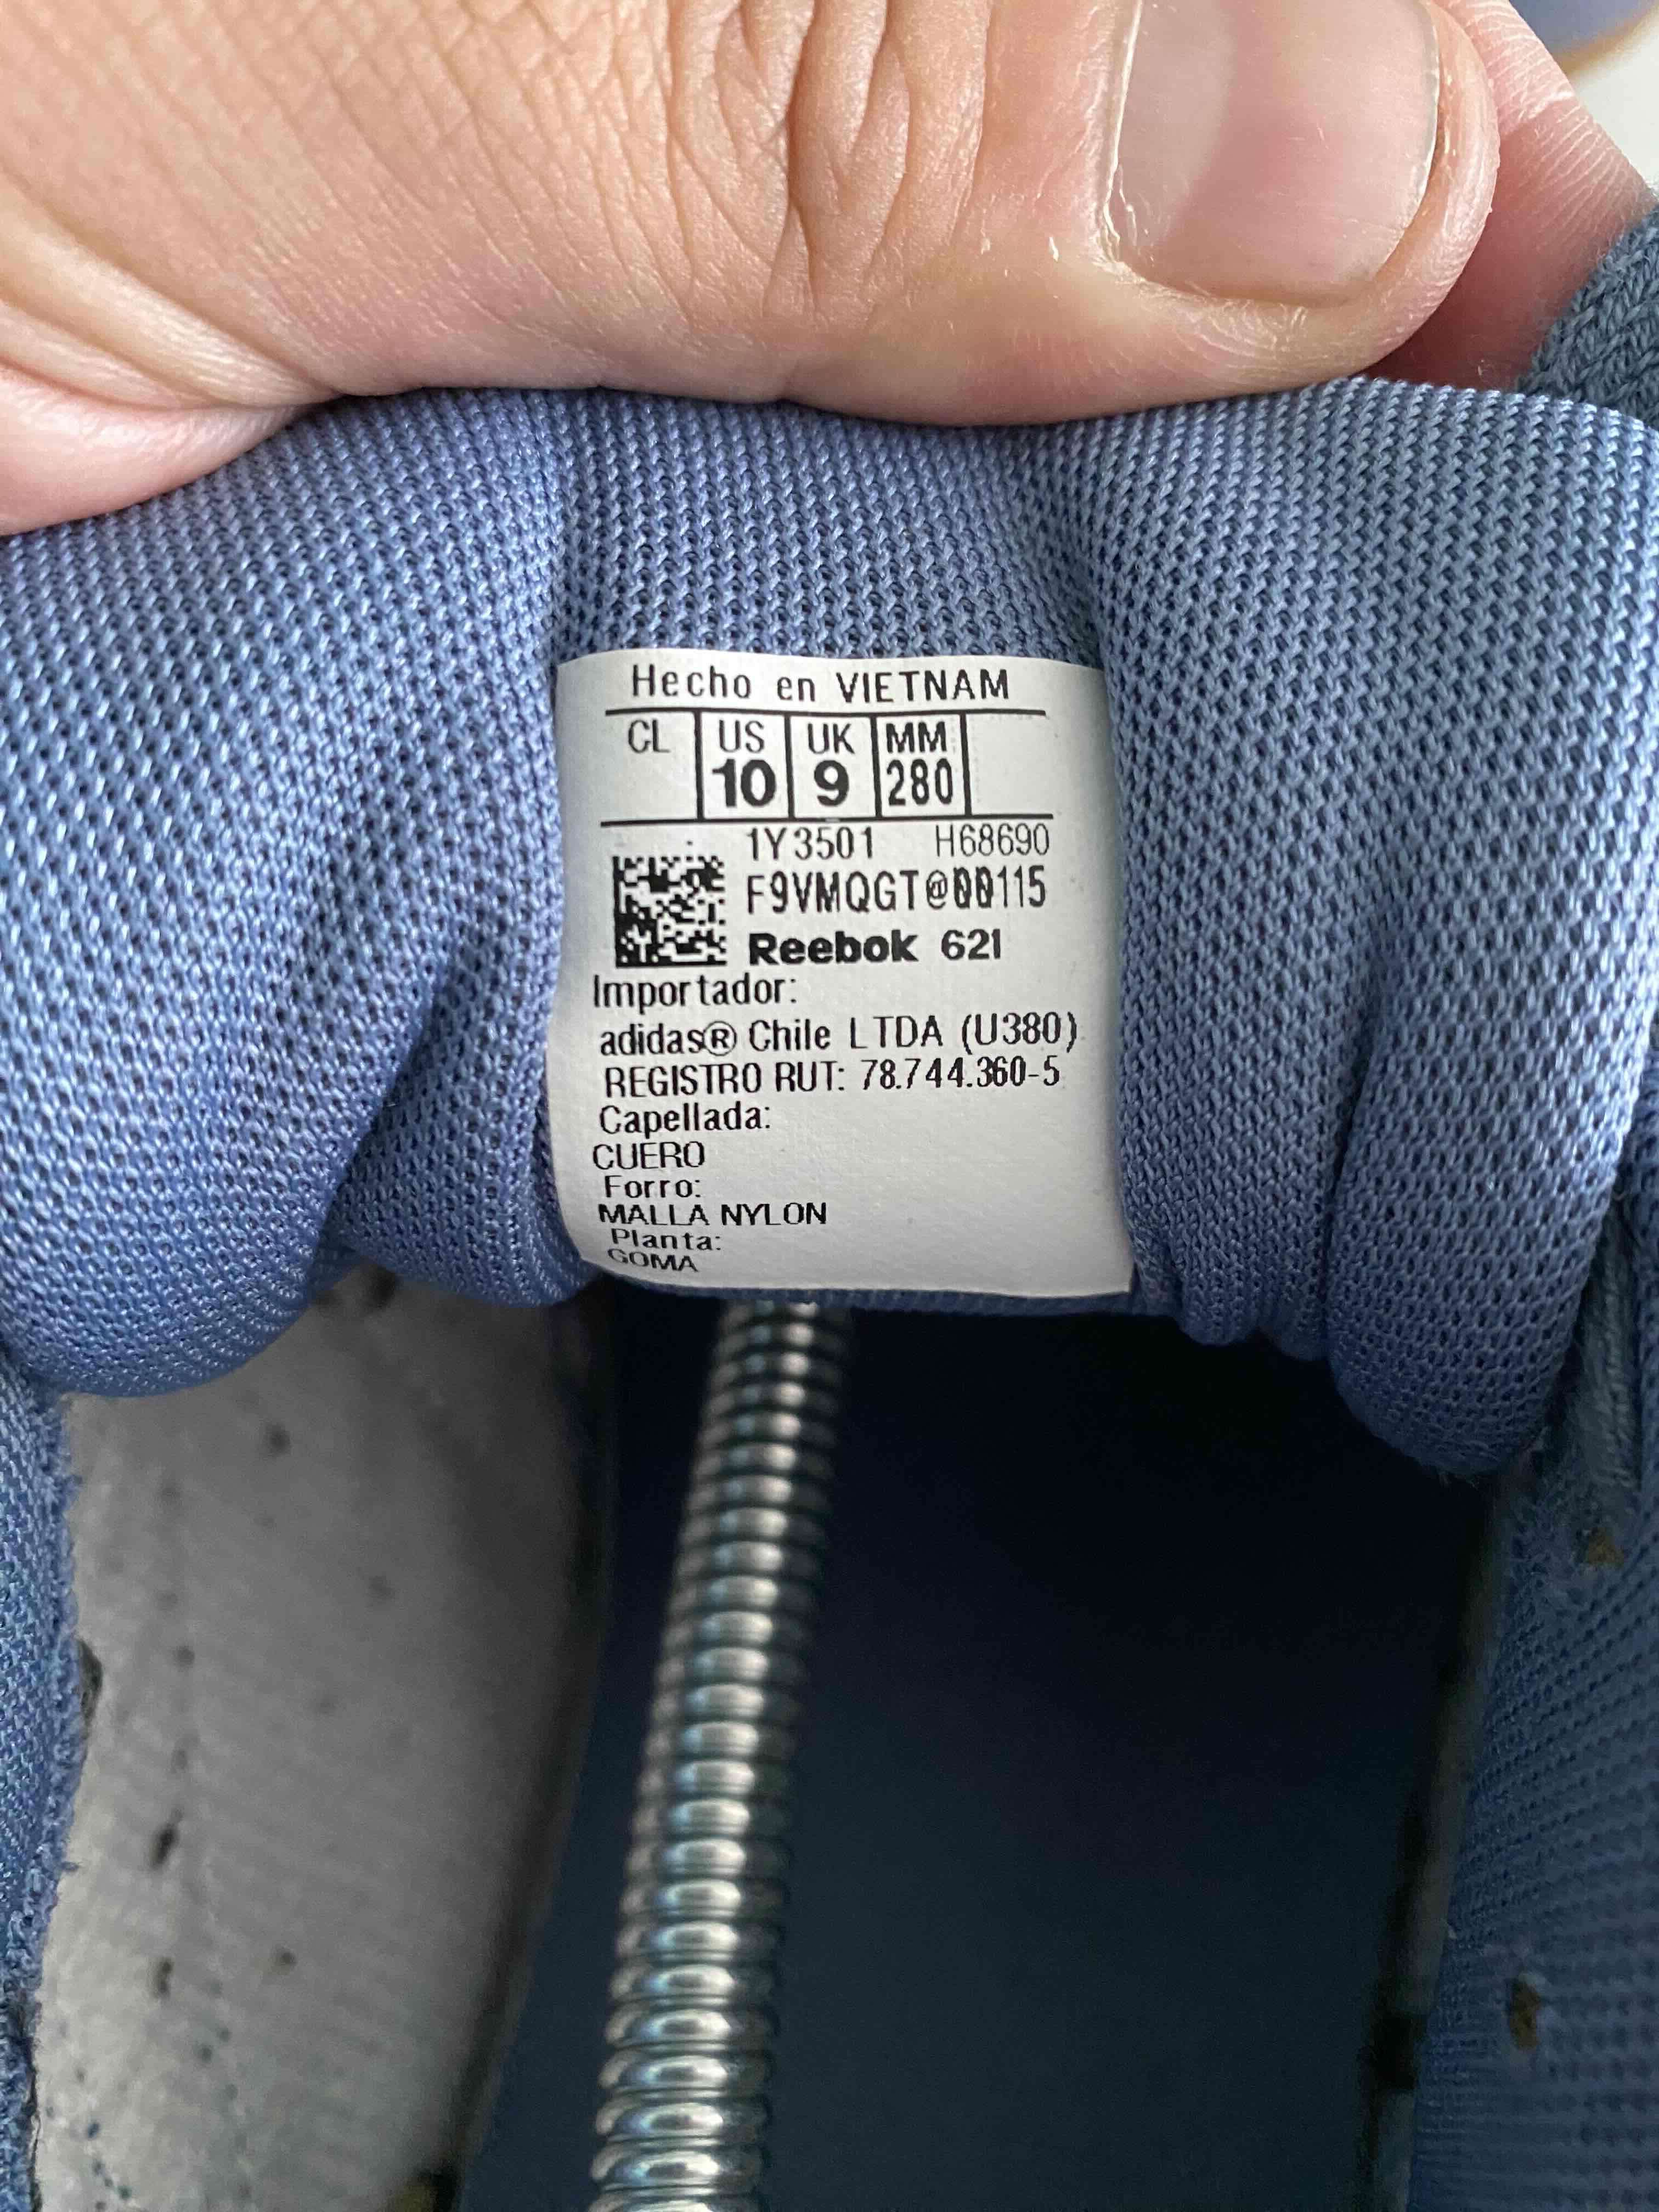 Hecho en VIETNAM
CL US UK MM
10 9 280
1Y3501 H68690
F9VMQGT@00115
Reebok 621
Importador:
adidas® Chile LTDA (U380)
REGISTRO RUT: 78.744.360-5
Capellada:
CUERO
Forro:
MALLA NYLON
Planta:
GOMA